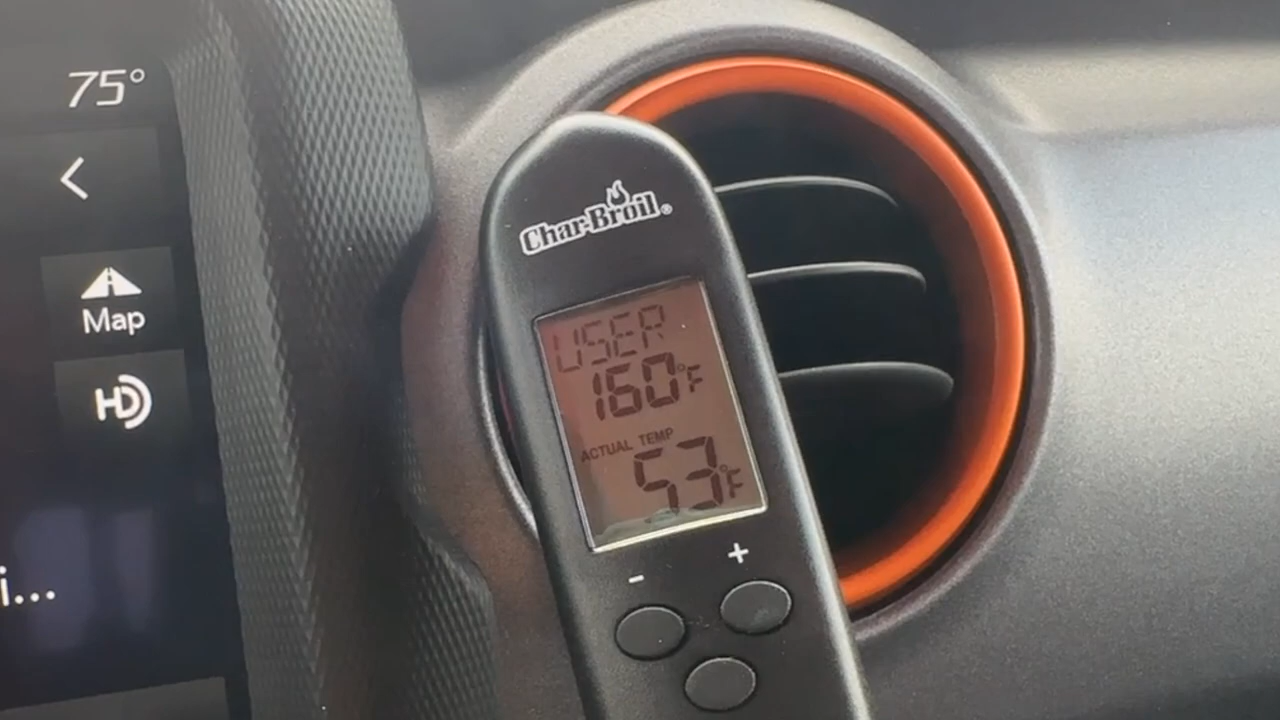 75°
<
Map
HD
i...
Char-Broil®
USER
160°F
ACTUAL TEMP
53°F
- +